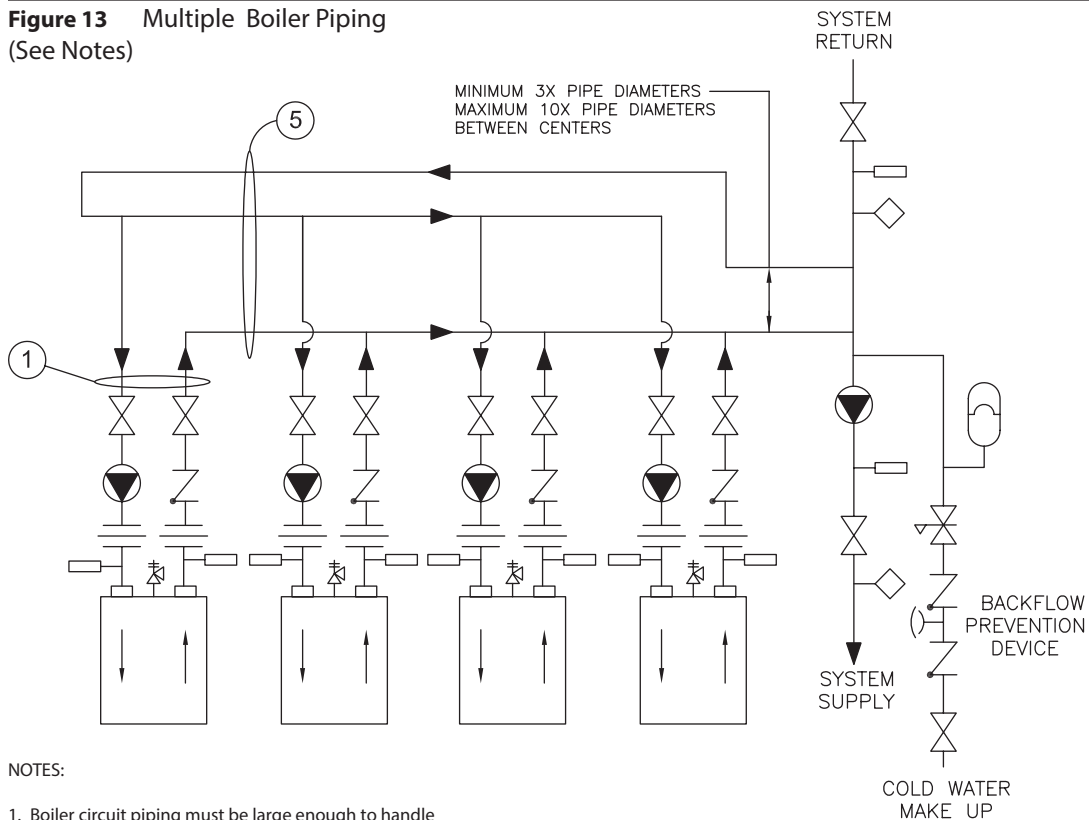 Figure 13 Multiple Boiler Piping
(See Notes)
SYSTEM
RETURN
MINIMUM 3X PIPE DIAMETERS
MAXIMUM 10X PIPE DIAMETERS
BETWEEN CENTERS
5
1
BACKFLOW
PREVENTION
DEVICE
SYSTEM
SUPPLY
COLD WATER
MAKE UP
NOTES:
1. Boiler circuit piping must be large enough to handle